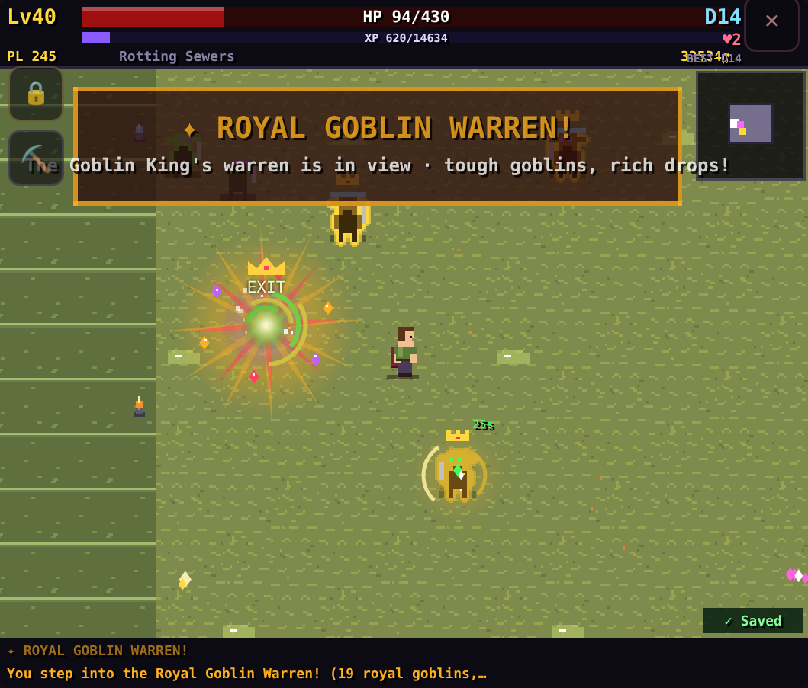 Lv40
HP 94/430
D14
×
XP 620/14634
♥2
PL 245
Rotting Sewers
✦ ROYAL GOBLIN WARREN!
The Goblin King's warren is in view · tough goblins, rich drops!
EXIT
✓ Saved
✦ ROYAL GOBLIN WARREN!
You step into the Royal Goblin Warren! (19 royal goblins,…